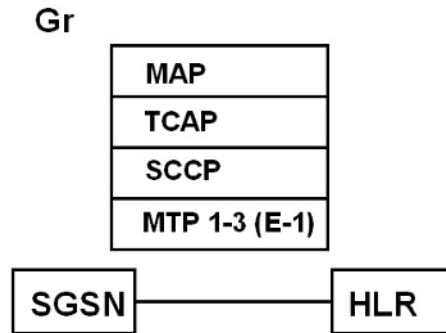 Gr
MAP
TCAP
SCCP
MTP 1-3 (E-1)
SGSN HLR